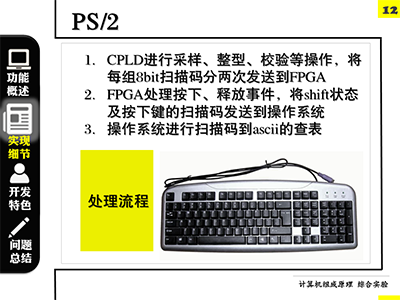 PS/2
12
1. CPLD进行采样、整型、校验等操作，将
每组8bit扫描码分两次发送到FPGA
2. FPGA处理按下、释放事件，将shift状态
及按下键的扫描码发送到操作系统
3. 操作系统进行扫描码到ascii的查表
功能
概述
实现
细节
开发
特色
问题
总结
处理流程
计算机组成原理 综合实验
12